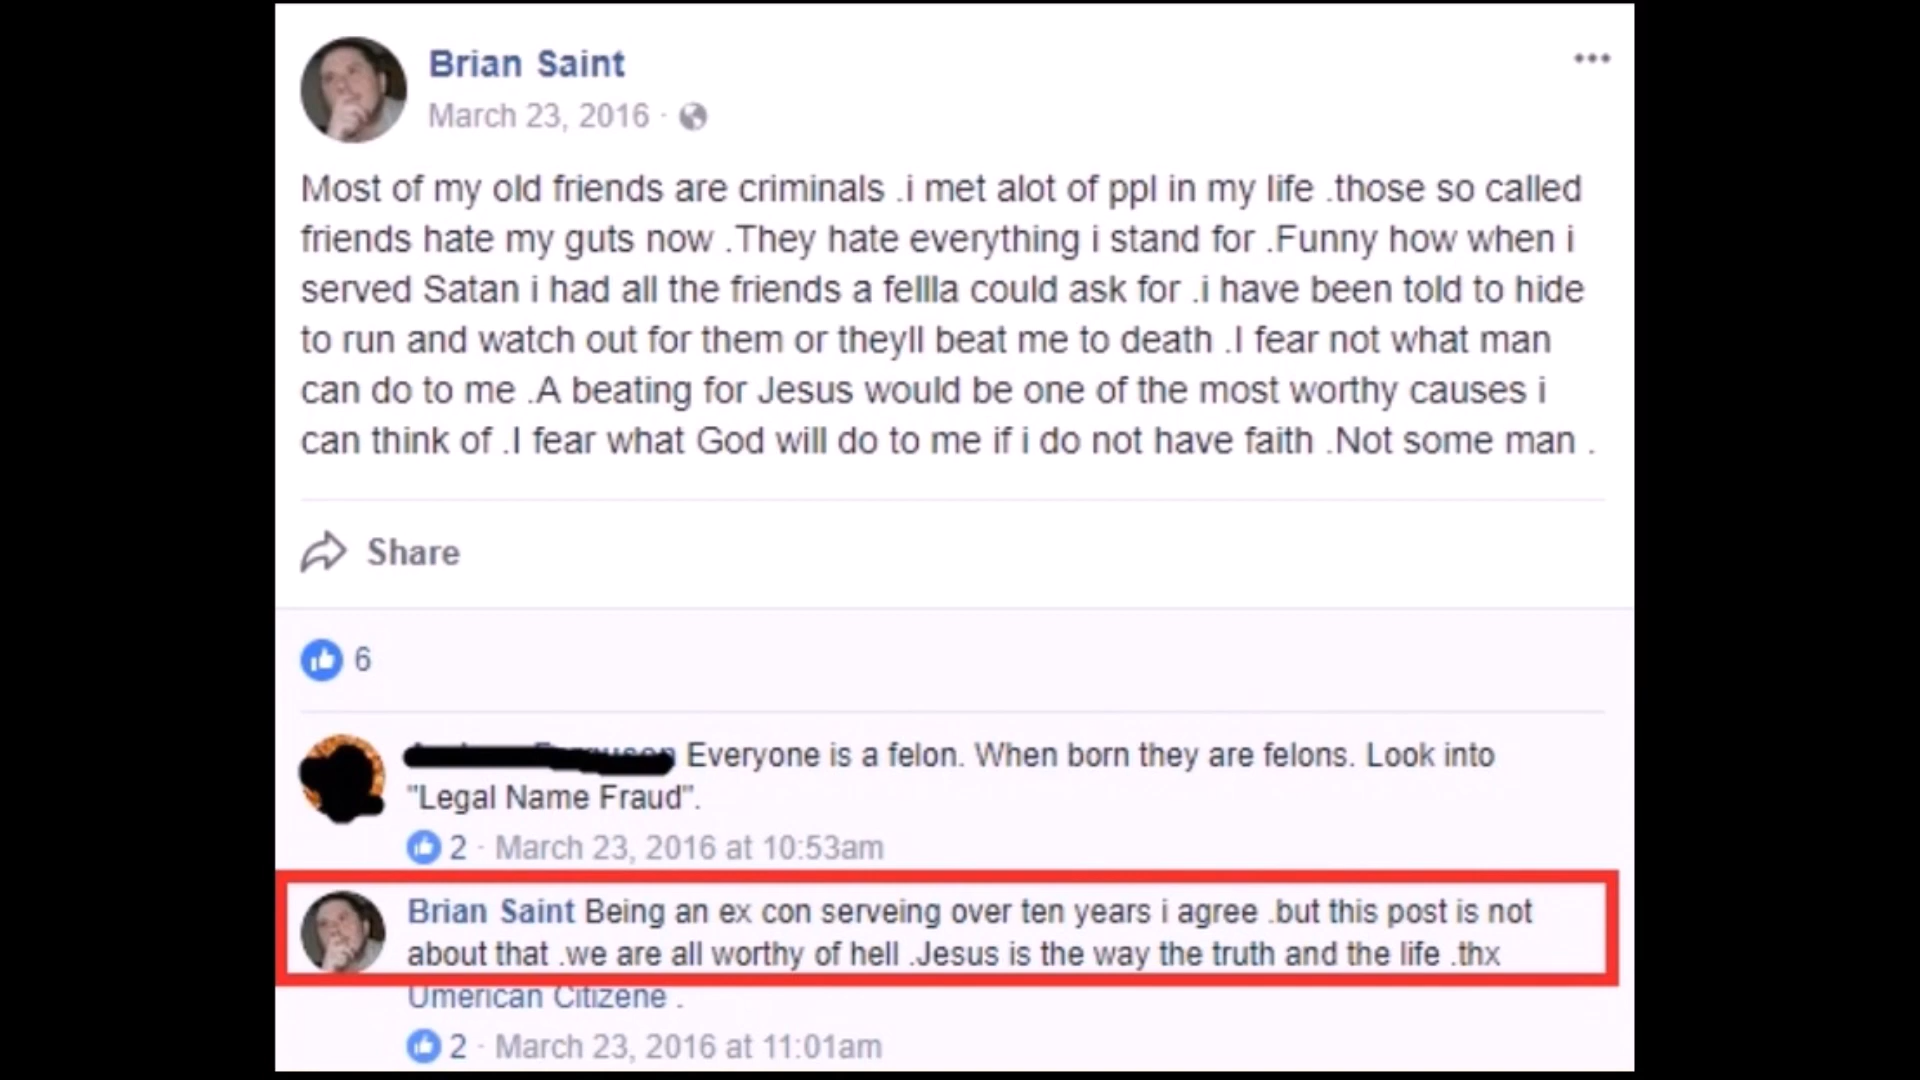 Brian Saint
March 23, 2016 ·
Most of my old friends are criminals .i met alot of ppl in my life .those so called
friends hate my guts now .They hate everything i stand for .Funny how when i
served Satan i had all the friends a fellla could ask for .i have been told to hide
to run and watch out for them or theyll beat me to death .I fear not what man
can do to me .A beating for Jesus would be one of the most worthy causes i
can think of .I fear what God will do to me if i do not have faith .Not some man .
Share
6
Everyone is a felon. When born they are felons. Look into
"Legal Name Fraud".
2 · March 23, 2016 at 10:53am
Brian Saint Being an ex con serveing over ten years i agree .but this post is not
about that .we are all worthy of hell .Jesus is the way the truth and the life .thx
Umerican Citizene .
2 · March 23, 2016 at 11:01am